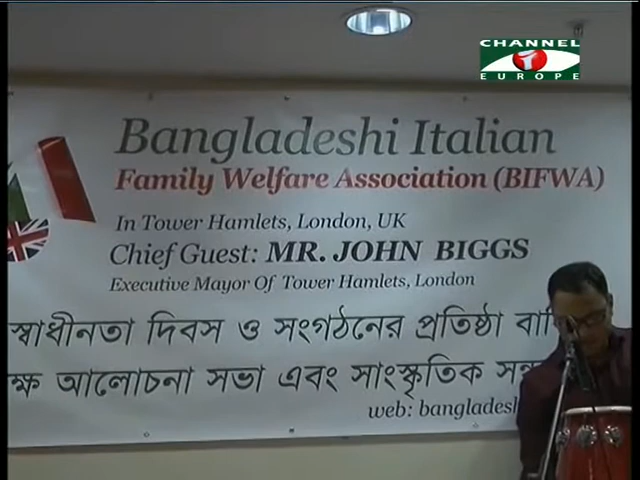 CHANNEL
EUROPE
Bangladeshi Italian
Family Welfare Association (BIFWA)
In Tower Hamlets, London, UK
Chief Guest: MR. JOHN BIGGS
Executive Mayor Of Tower Hamlets, London
স্বাধীনতা দিবস ও সংগঠনের প্রতিষ্ঠা
আলোচনা সভা এবং সাংস্কৃতিক
web: